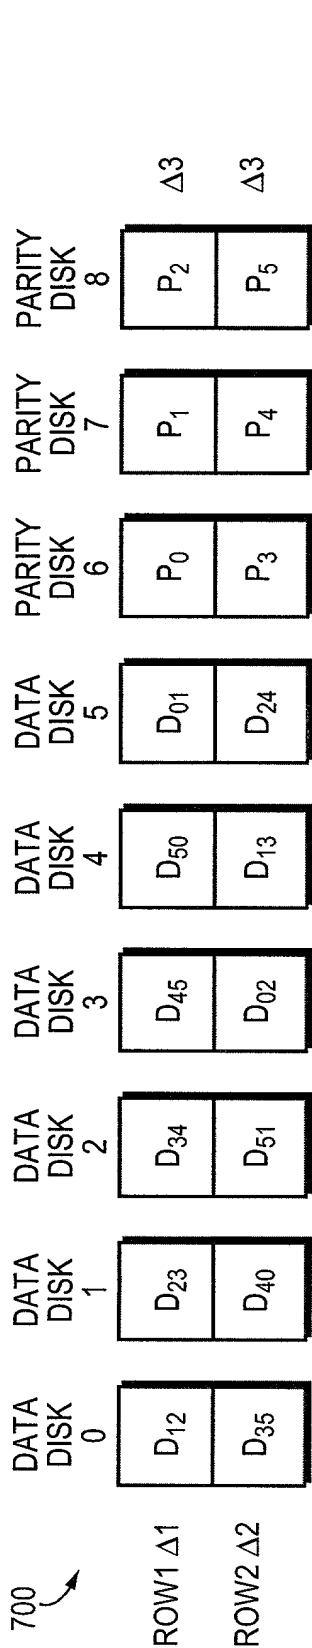 700
DATA DISK 0 DATA DISK 1 DATA DISK 2 DATA DISK 3 DATA DISK 4 DATA DISK 5 PARITY DISK 6 PARITY DISK 7 PARITY DISK 8
ROW1 Δ1 D12 D23 D34 D45 D50 D01 P0 P1 P2 Δ3
ROW2 Δ2 D35 D40 D51 D02 D13 D24 P3 P4 P5 Δ3